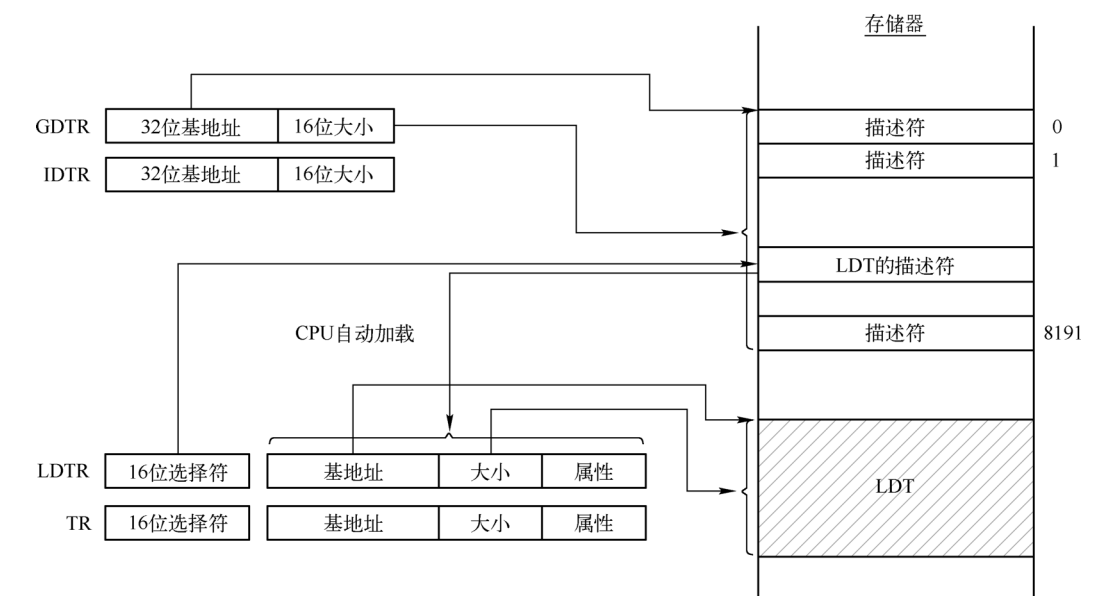 存储器
GDTR 32位基地址 16位大小
描述符 0
IDTR 32位基地址 16位大小
描述符 1
LDT的描述符
CPU自动加载
描述符 8191
LDTR 16位选择符 基地址 大小 属性
LDT
TR 16位选择符 基地址 大小 属性